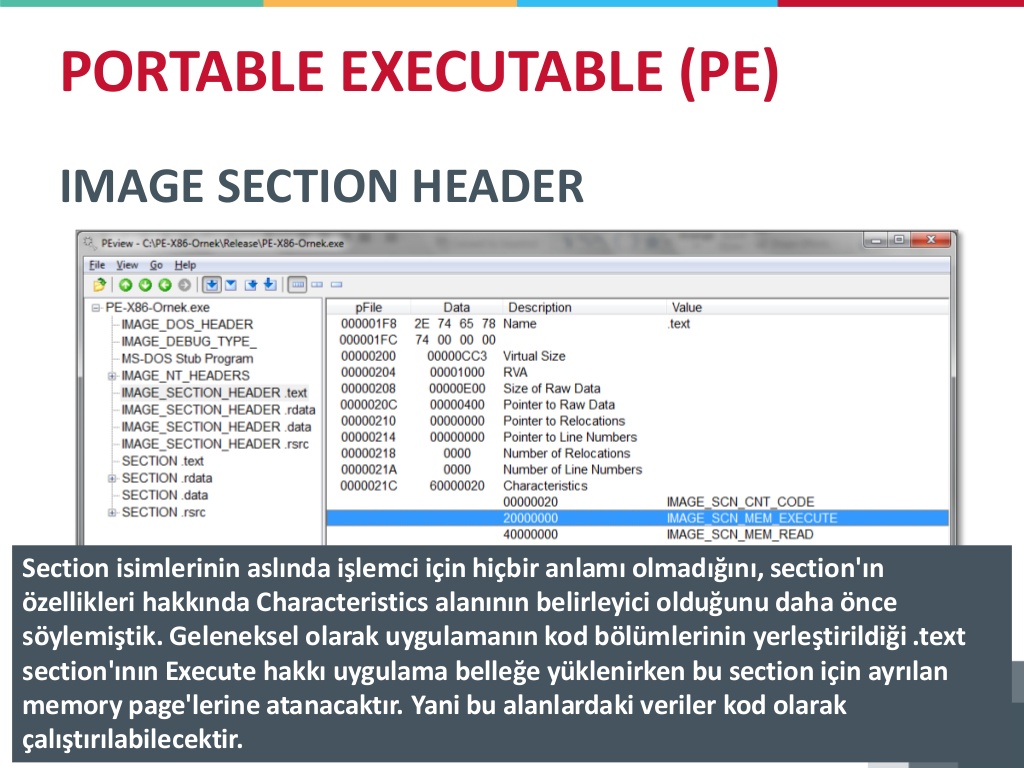 PORTABLE EXECUTABLE (PE)
IMAGE SECTION HEADER
PEview - C:\PE-X86-Ornek\Release\PE-X86-Ornek.exe
File View Go Help
PE-X86-Ornek.exe
IMAGE_DOS_HEADER
IMAGE_DEBUG_TYPE_
MS-DOS Stub Program
IMAGE_NT_HEADERS
IMAGE_SECTION_HEADER .text
IMAGE_SECTION_HEADER .rdata
IMAGE_SECTION_HEADER .data
IMAGE_SECTION_HEADER .rsrc
SECTION .text
SECTION .rdata
SECTION .data
SECTION .rsrc
pFile Data Description Value
000001F8 2E 74 65 78 Name .text
000001FC 74 00 00 00
00000200 00000CC3 Virtual Size
00000204 00001000 RVA
00000208 00000E00 Size of Raw Data
0000020C 00000400 Pointer to Raw Data
00000210 00000000 Pointer to Relocations
00000214 00000000 Pointer to Line Numbers
00000218 0000 Number of Relocations
0000021A 0000 Number of Line Numbers
0000021C 60000020 Characteristics
00000020 IMAGE_SCN_CNT_CODE
20000000 IMAGE_SCN_MEM_EXECUTE
40000000 IMAGE_SCN_MEM_READ
Section isimlerinin aslında işlemci için hiçbir anlamı olmadığını, section'ın
özellikleri hakkında Characteristics alanının belirleyici olduğunu daha önce
söylemiştik. Geleneksel olarak uygulamanın kod bölümlerinin yerleştirildiği .text
section'ının Execute hakkı uygulama belleğe yüklenirken bu section için ayrılan
memory page'lerine atanacaktır. Yani bu alanlardaki veriler kod olarak
çalıştırılabilecektir.